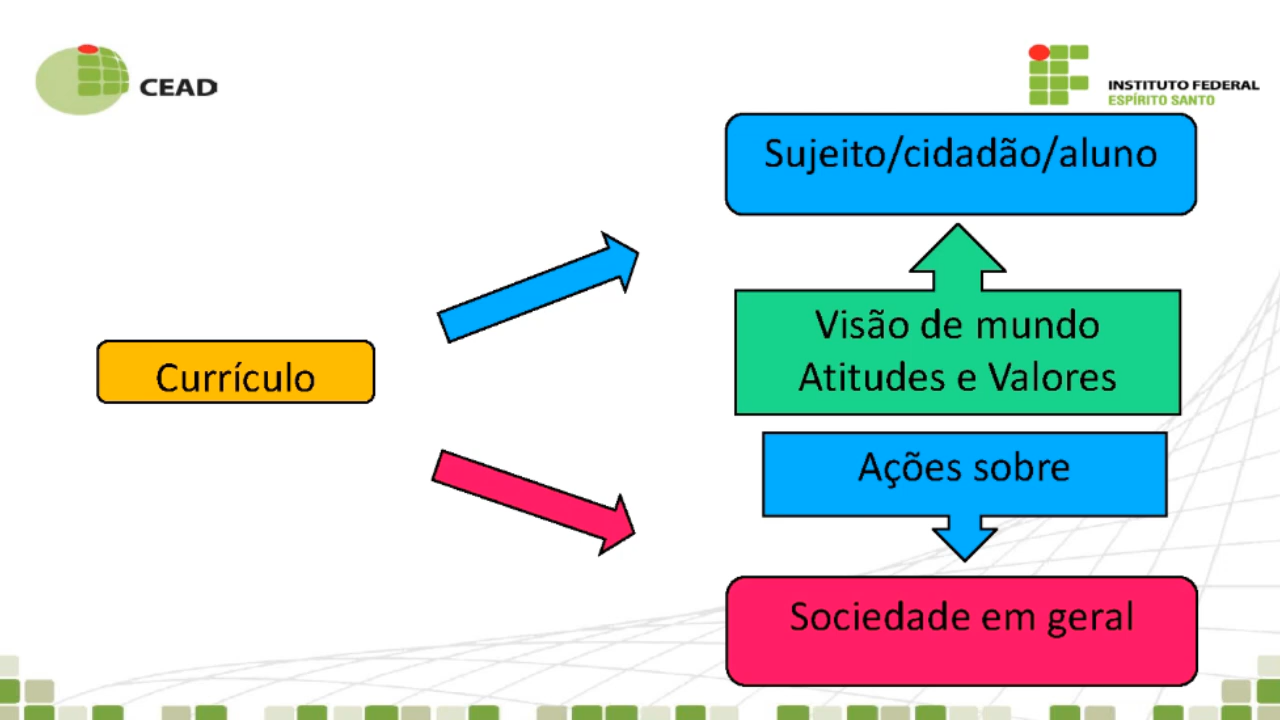 CEAD
INSTITUTO FEDERAL
ESPÍRITO SANTO
Sujeito/cidadão/aluno
Visão de mundo
Atitudes e Valores
Currículo
Ações sobre
Sociedade em geral